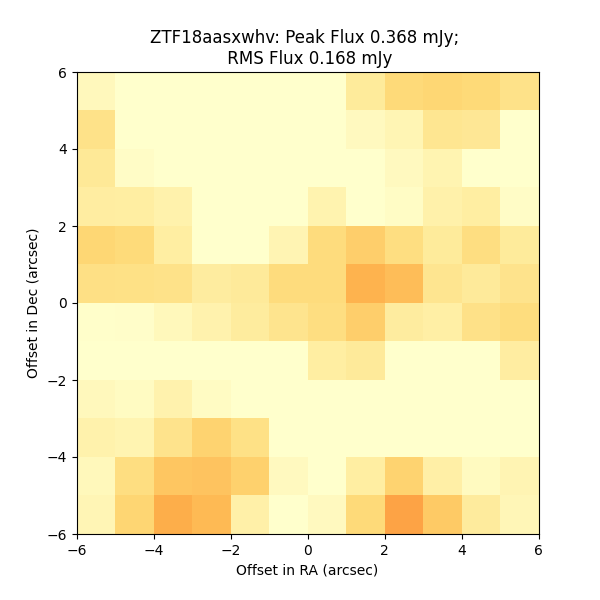 ZTF18aasxwhv: Peak Flux 0.368 mJy;
RMS Flux 0.168 mJy
6
4
2
0
−2
−4
−6
Offset in Dec (arcsec)
−6 −4 −2 0 2 4 6
Offset in RA (arcsec)